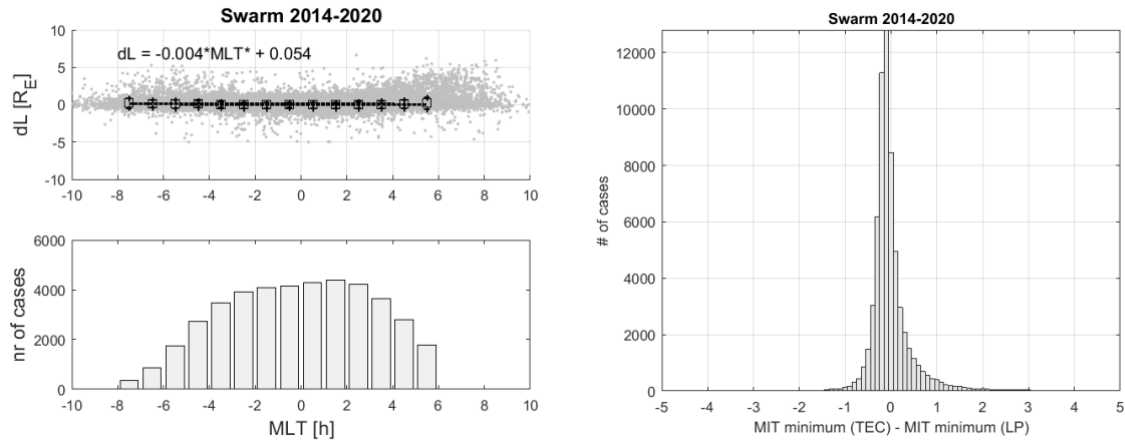 Swarm 2014-2020
dL = -0.004*MLT* + 0.054
dL [R_E]
10
5
0
-5
-10
-10 -8 -6 -4 -2 0 2 4 6 8 10
nr of cases
6000
4000
2000
0
-10 -8 -6 -4 -2 0 2 4 6 8 10
MLT [h]
Swarm 2014-2020
# of cases
12000
10000
8000
6000
4000
2000
0
-5 -4 -3 -2 -1 0 1 2 3 4 5
MIT minimum (TEC) - MIT minimum (LP)